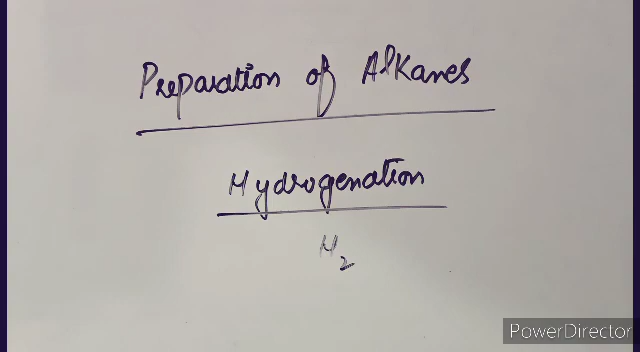 Preparation of Alkanes
Hydrogenation
H2
PowerDirector